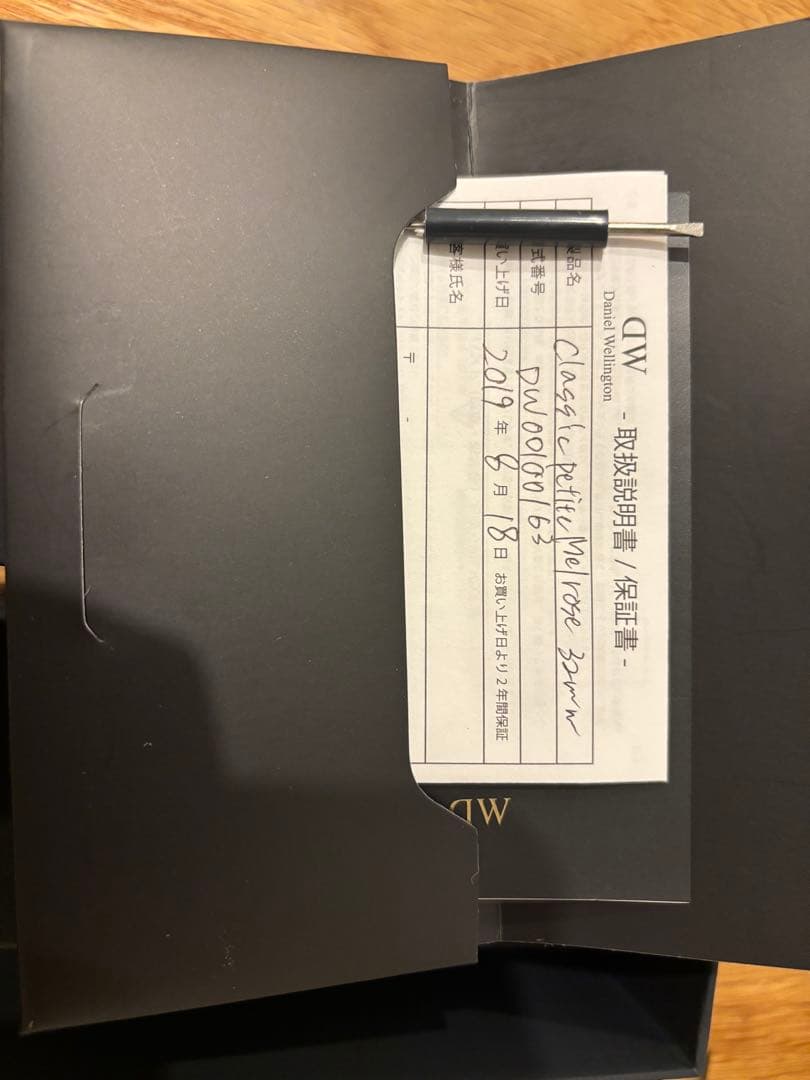 DW
Daniel Wellington
- 取扱説明書 / 保証書 -
製品名 Classic petite Melrose 32mm
式番号 DW00100163
い上げ日 2019 年 8 月 18 日 お買い上げ日より2年間保証
客様氏名
〒
DW